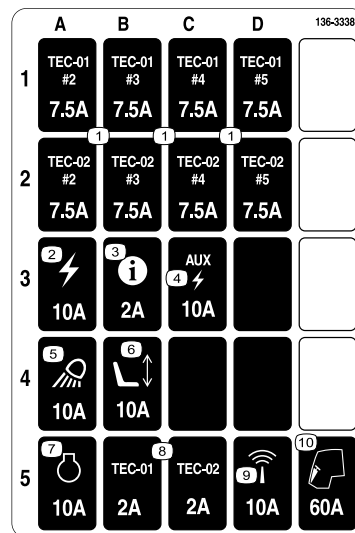 A B C D 136-3338
1
TEC-01 TEC-01 TEC-01 TEC-01
#2 #3 #4 #5
7.5A 7.5A 7.5A 7.5A
1 1 1
2
TEC-02 TEC-02 TEC-02 TEC-02
#2 #3 #4 #5
7.5A 7.5A 7.5A 7.5A
3
2 3 i AUX 4
10A 2A 10A
4
5 6
10A 10A
5
7 8 9 10
TEC-01 TEC-02
10A 2A 2A 10A 60A